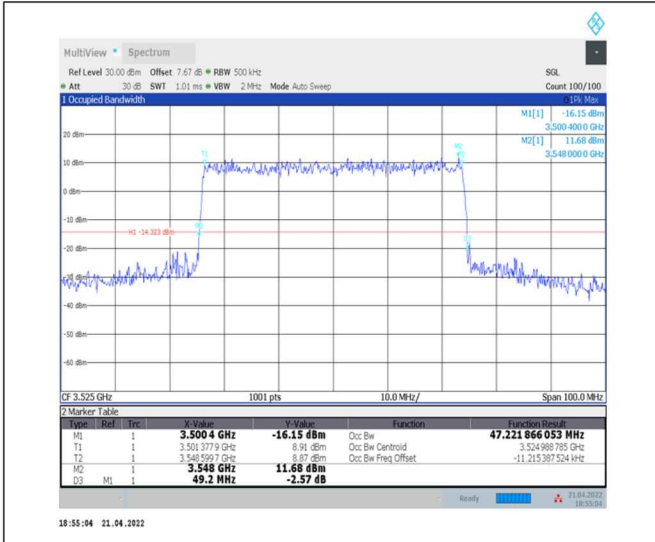 MultiView Spectrum
Ref Level 30.00 dBm Offset 7.67 dB RBW 500 kHz SGL
Att 30 dB SWT 1.01 ms VBW 2 MHz Mode Auto Sweep Count 100/100
1 Occupied Bandwidth 1Pk Max
M1[1] -16.15 dBm
3.500 400 0 GHz
M2[1] 11.68 dBm
3.548 000 0 GHz
20 dBm
10 dBm
0 dBm
-10 dBm
H1 -14.323 dBm
-20 dBm
-40 dBm
-50 dBm
-60 dBm
CF 3.525 GHz 1001 pts 10.0 MHz/ Span 100.0 MHz
2 Marker Table
Type Ref Trc X-Value Y-Value Function Function Result
M1 1 3.500 4 GHz -16.15 dBm Occ Bw 47.221 866 053 MHz
T1 1 3.501 377 9 GHz 8.91 dBm Occ Bw Centroid 3.524 988 785 GHz
T2 1 3.548 599 7 GHz 8.87 dBm Occ Bw Freq Offset -11.215 387 524 kHz
M2 1 3.548 GHz 11.68 dBm
D3 M1 1 49.2 MHz -2.57 dB
Ready 21.04.2022
18:55:04
18:55:04 21.04.2022